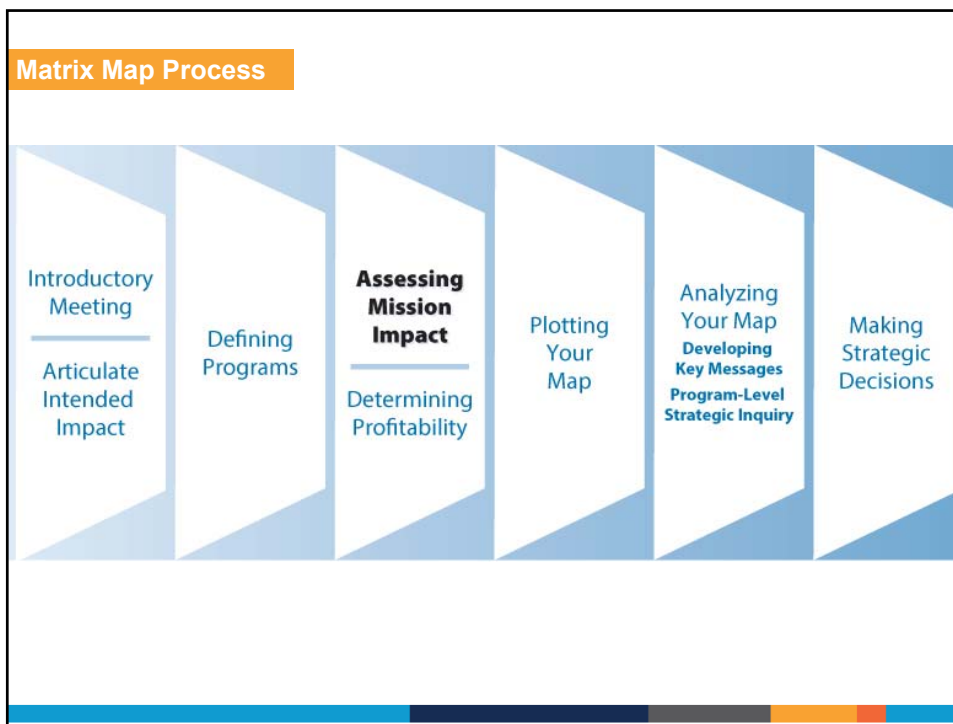 Matrix Map Process
Introductory
Meeting
Articulate
Intended
Impact
Defining
Programs
Assessing
Mission
Impact
Determining
Profitability
Plotting
Your
Map
Analyzing
Your Map
Developing
Key Messages
Program-Level
Strategic Inquiry
Making
Strategic
Decisions